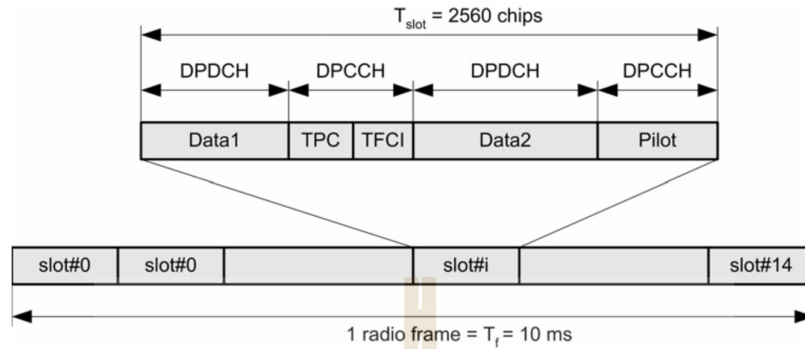 T_slot = 2560 chips
DPDCH DPCCH DPDCH DPCCH
Data1 TPC TFCI Data2 Pilot
slot#0 slot#0 slot#i slot#14
1 radio frame = T_f = 10 ms